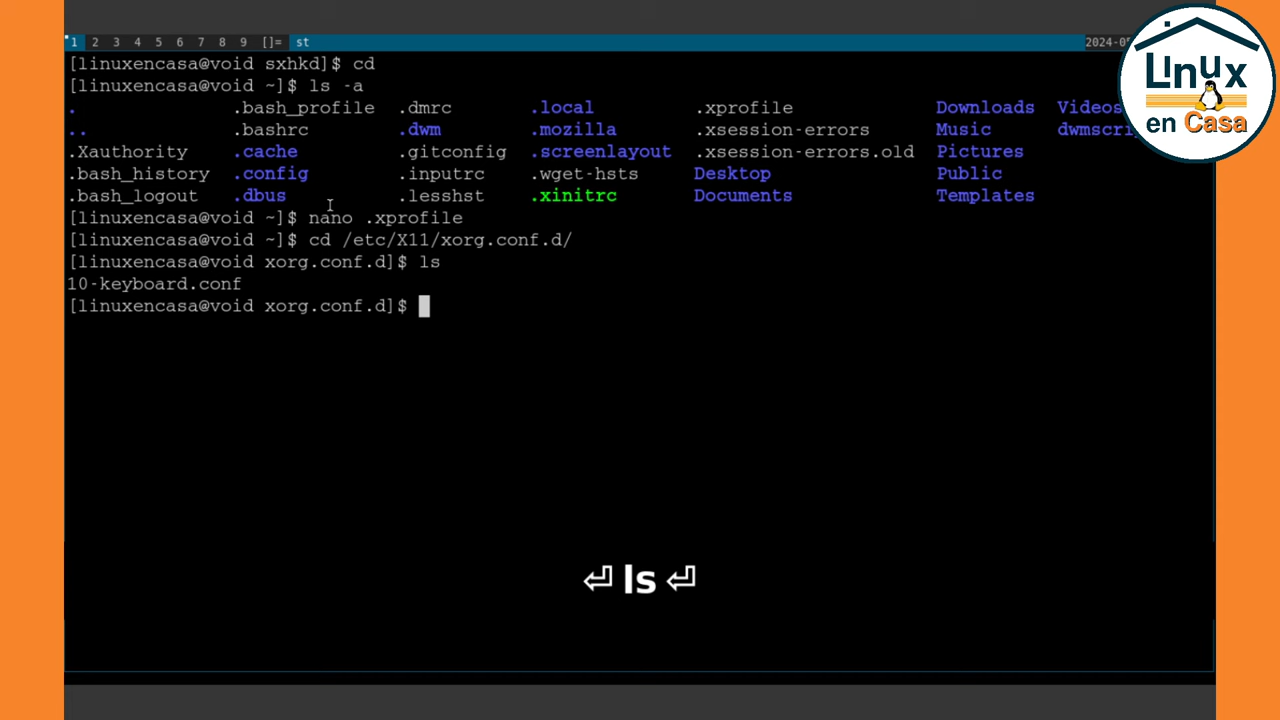 1 2 3 4 5 6 7 8 9 []= st 2024-05
[linuxencasa@void sxhkd]$ cd
[linuxencasa@void ~]$ ls -a
. .bash_profile .dmrc .local .xprofile Downloads Videos
.. .bashrc .dwm .mozilla .xsession-errors Music dwmscri
.Xauthority .cache .gitconfig .screenlayout .xsession-errors.old Pictures
.bash_history .config .inputrc .wget-hsts Desktop Public
.bash_logout .dbus .lesshst .xinitrc Documents Templates
[linuxencasa@void ~]$ nano .xprofile
[linuxencasa@void ~]$ cd /etc/X11/xorg.conf.d/
[linuxencasa@void xorg.conf.d]$ ls
10-keyboard.conf
[linuxencasa@void xorg.conf.d]$
⏎ ls ⏎
Linux
en Casa